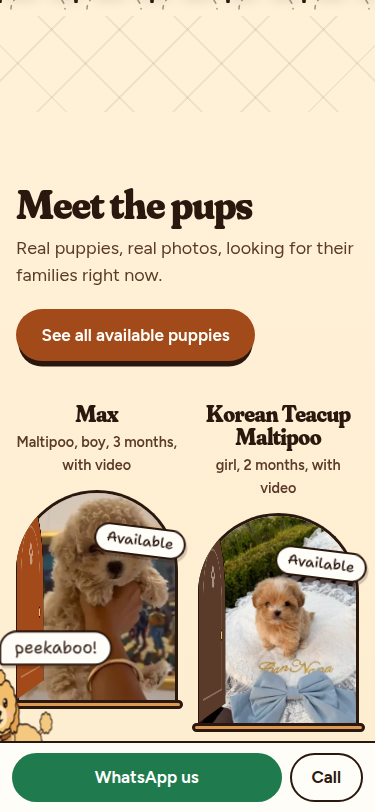 Meet the pups
Real puppies, real photos, looking for their
families right now.
See all available puppies
Max
Maltipoo, boy, 3 months,
with video
Korean Teacup
Maltipoo
girl, 2 months, with
video
Available
Available
peekaboo!
BonNona
WhatsApp us
Call